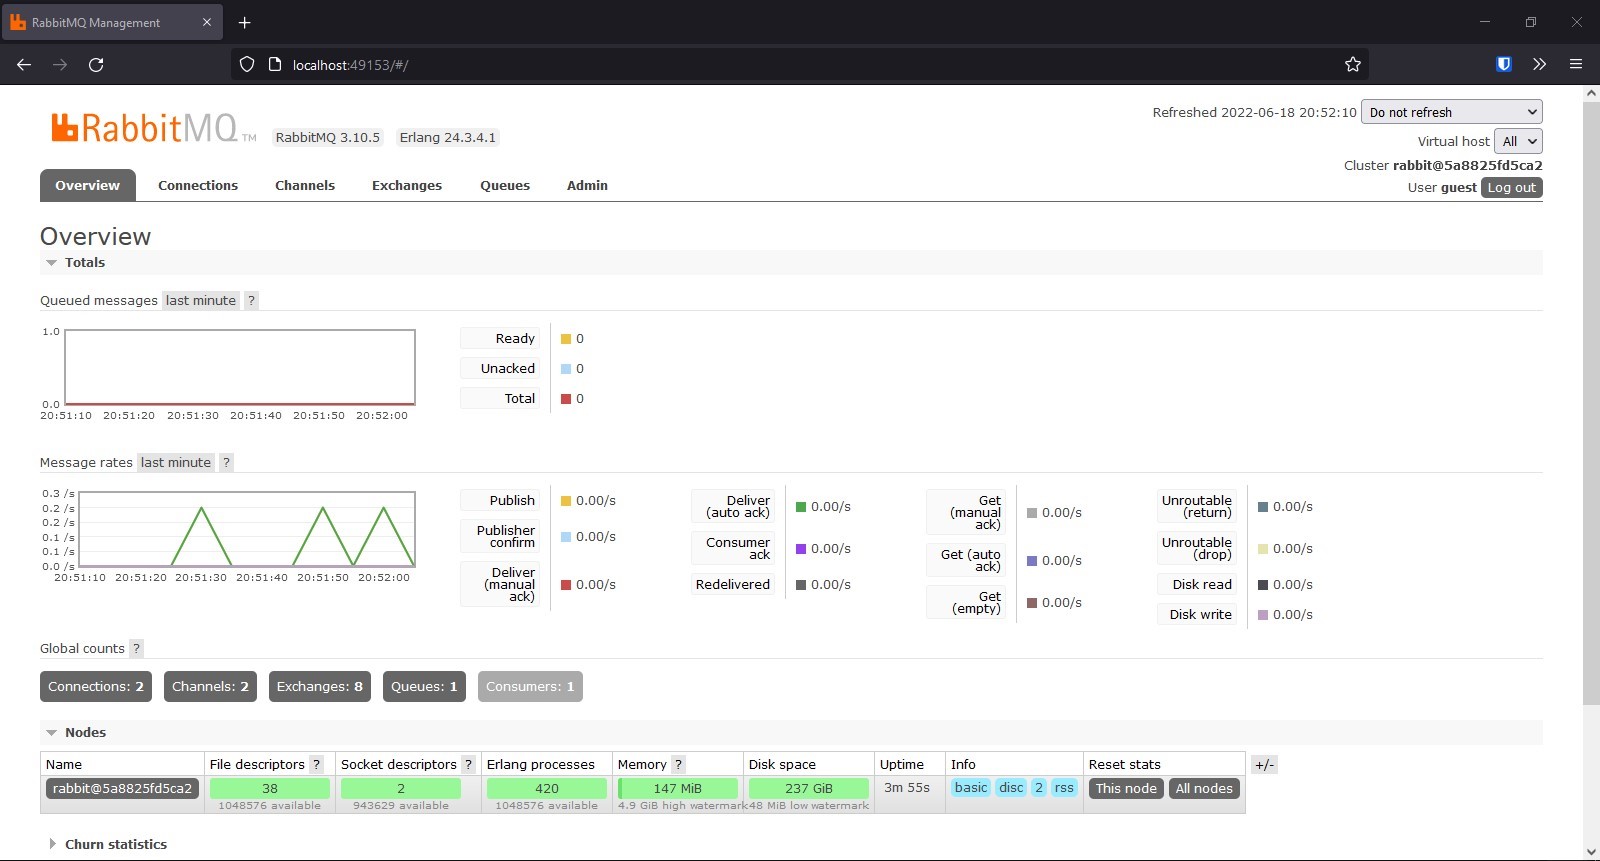 RabbitMQ Management
localhost:49153/#/
RabbitMQ TM
RabbitMQ 3.10.5 Erlang 24.3.4.1
Refreshed 2022-06-18 20:52:10 Do not refresh
Virtual host All
Cluster rabbit@5a8825fd5ca2
User guest Log out
Overview Connections Channels Exchanges Queues Admin
Overview
Totals
Queued messages last minute ?
1.0
0.0
20:51:10 20:51:20 20:51:30 20:51:40 20:51:50 20:52:00
Ready 0
Unacked 0
Total 0
Message rates last minute ?
0.3 /s
0.2 /s
0.2 /s
0.1 /s
0.1 /s
0.0 /s
20:51:10 20:51:20 20:51:30 20:51:40 20:51:50 20:52:00
Publish 0.00/s
Publisher
confirm 0.00/s
Deliver
(manual
ack) 0.00/s
Deliver
(auto ack) 0.00/s
Consumer
ack 0.00/s
Redelivered 0.00/s
Get
(manual
ack) 0.00/s
Get (auto
ack) 0.00/s
Get
(empty) 0.00/s
Unroutable
(return) 0.00/s
Unroutable
(drop) 0.00/s
Disk read 0.00/s
Disk write 0.00/s
Global counts ?
Connections: 2 Channels: 2 Exchanges: 8 Queues: 1 Consumers: 1
Nodes
Name File descriptors ? Socket descriptors ? Erlang processes Memory ? Disk space Uptime Info Reset stats +/-
rabbit@5a8825fd5ca2 38 2 420 147 MiB 237 GiB 3m 55s basic disc 2 rss This node All nodes
1048576 available 943629 available 1048576 available 4.9 GiB high watermark 48 MiB low watermark
Churn statistics